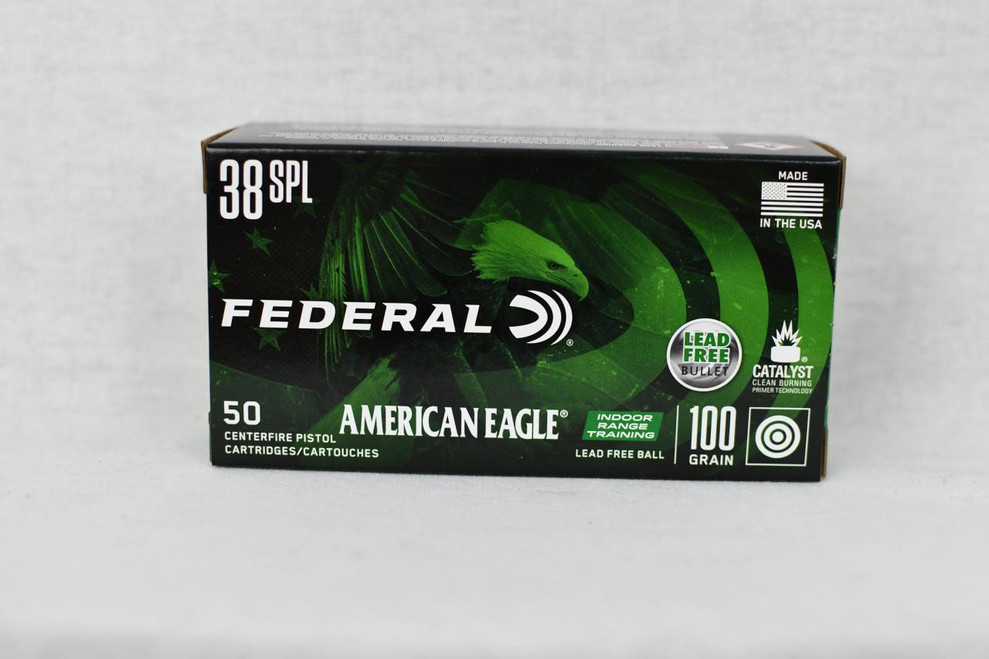 38 SPL
MADE
IN THE USA
FEDERAL
®
LEAD
FREE
BULLET
®
CATALYST
CLEAN BURNING
PRIMER TECHNOLOGY
50
CENTERFIRE PISTOL
CARTRIDGES/CARTOUCHES
AMERICAN EAGLE®
INDOOR
RANGE
TRAINING
LEAD FREE BALL
100
GRAIN